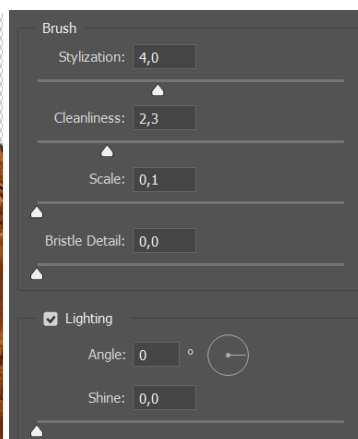 Brush
Stylization: 4,0
Cleanliness: 2,3
Scale: 0,1
Bristle Detail: 0,0
Lighting
Angle: 0 °
Shine: 0,0